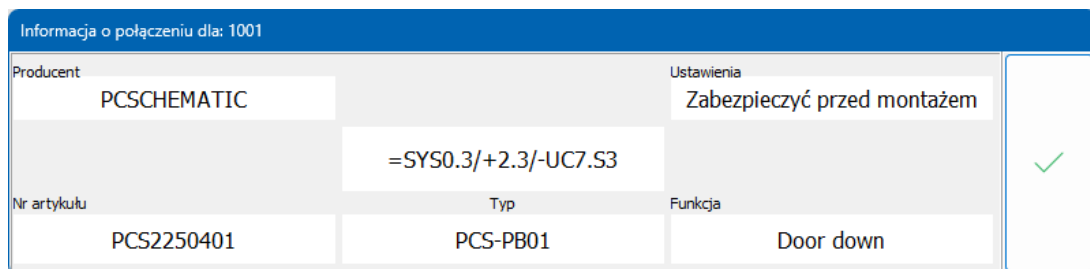 Informacja o połączeniu dla: 1001
Producent
PCSCHEMATIC
Ustawienia
Zabezpieczyć przed montażem
=SYS0.3/+2.3/-UC7.S3
Nr artykułu
PCS2250401
Typ
PCS-PB01
Funkcja
Door down